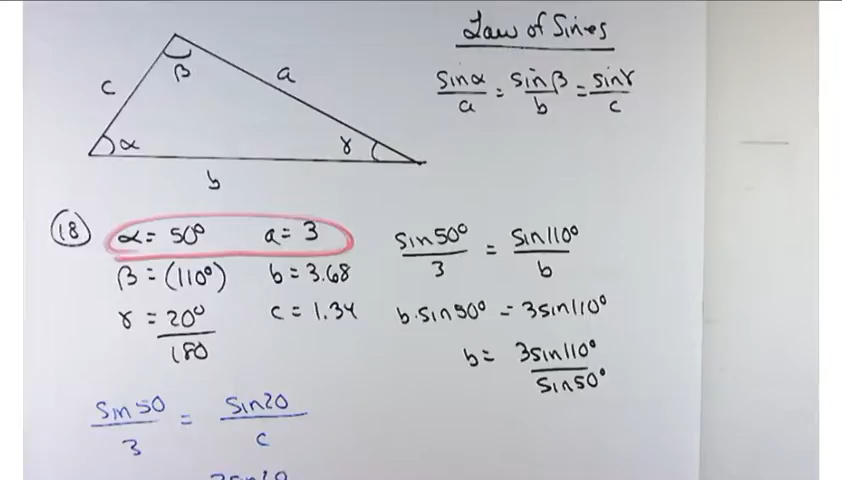 Law of Sines
β
c
a
α
γ
b
sinα/a = sinβ/b = sinγ/c
18
α = 50° a = 3
β = (110°) b = 3.68
γ = 20° c = 1.34
180
sin50°/3 = sin110°/b
b·sin50° = 3sin110°
b = 3sin110°/sin50°
sin50/3 = sin20/c